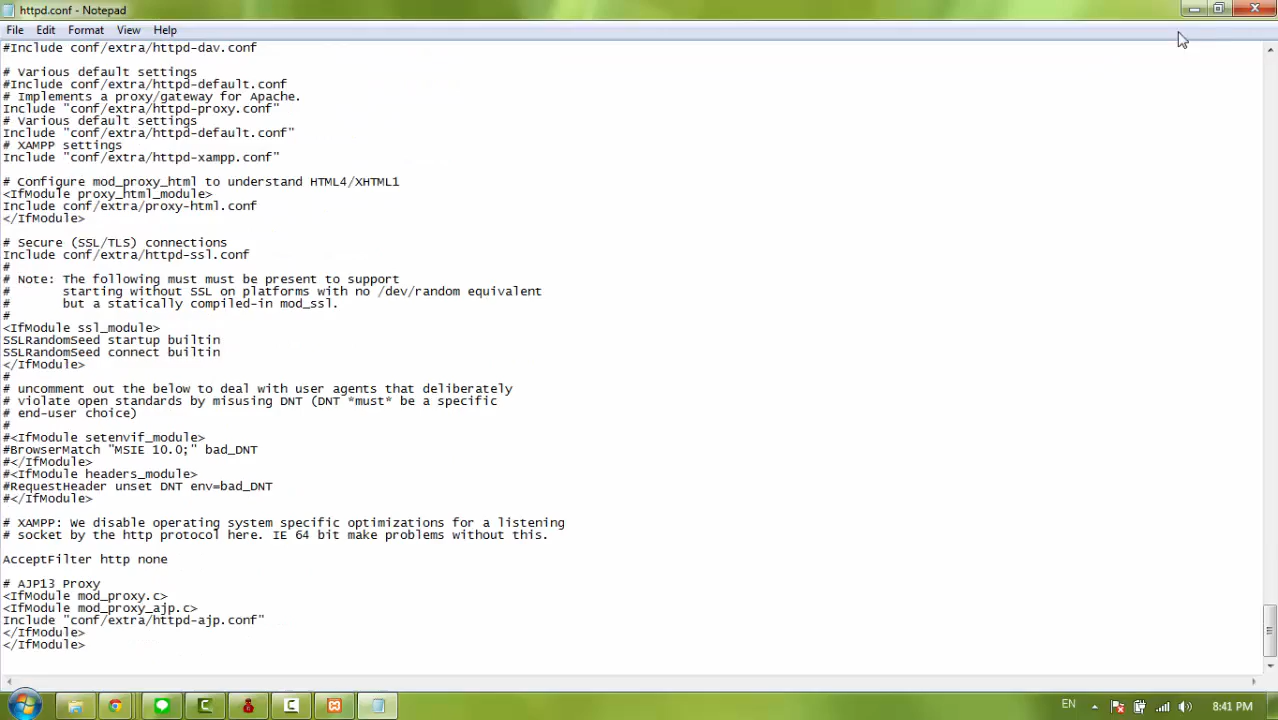 httpd.conf - Notepad
File Edit Format View Help
#Include conf/extra/httpd-dav.conf
# Various default settings
#Include conf/extra/httpd-default.conf
# Implements a proxy/gateway for Apache.
Include "conf/extra/httpd-proxy.conf"
# Various default settings
Include "conf/extra/httpd-default.conf"
# XAMPP settings
Include "conf/extra/httpd-xampp.conf"
# Configure mod_proxy_html to understand HTML4/XHTML1
<IfModule proxy_html_module>
Include conf/extra/proxy-html.conf
</IfModule>
# Secure (SSL/TLS) connections
Include conf/extra/httpd-ssl.conf
#
# Note: The following must must be present to support
#       starting without SSL on platforms with no /dev/random equivalent
#       but a statically compiled-in mod_ssl.
#
<IfModule ssl_module>
SSLRandomSeed startup builtin
SSLRandomSeed connect builtin
</IfModule>
#
# uncomment out the below to deal with user agents that deliberately
# violate open standards by misusing DNT (DNT *must* be a specific
# end-user choice)
#
#<IfModule setenvif_module>
#BrowserMatch "MSIE 10.0;" bad_DNT
#</IfModule>
#<IfModule headers_module>
#RequestHeader unset DNT env=bad_DNT
#</IfModule>
# XAMPP: We disable operating system specific optimizations for a listening
# socket by the http protocol here. IE 64 bit make problems without this.
AcceptFilter http none
# AJP13 Proxy
<IfModule mod_proxy.c>
<IfModule mod_proxy_ajp.c>
Include "conf/extra/httpd-ajp.conf"
</IfModule>
</IfModule>
EN 8:41 PM